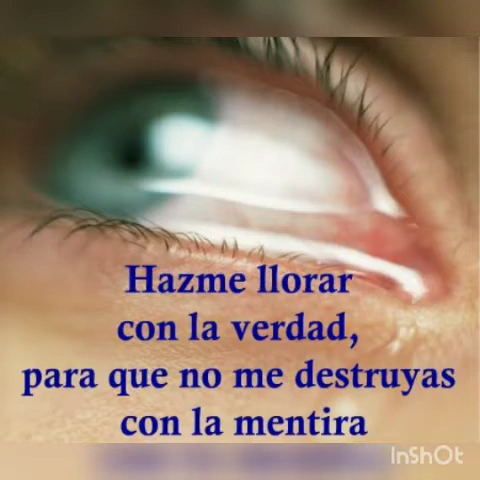 Hazme llorar
con la verdad,
para que no me destruyas
con la mentira
InShOt